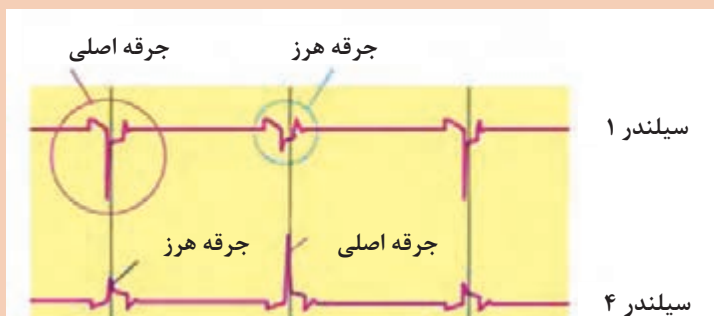 جرقه اصلی
جرقه هرز
سیلندر ۱
جرقه اصلی
جرقه هرز
سیلندر ۴